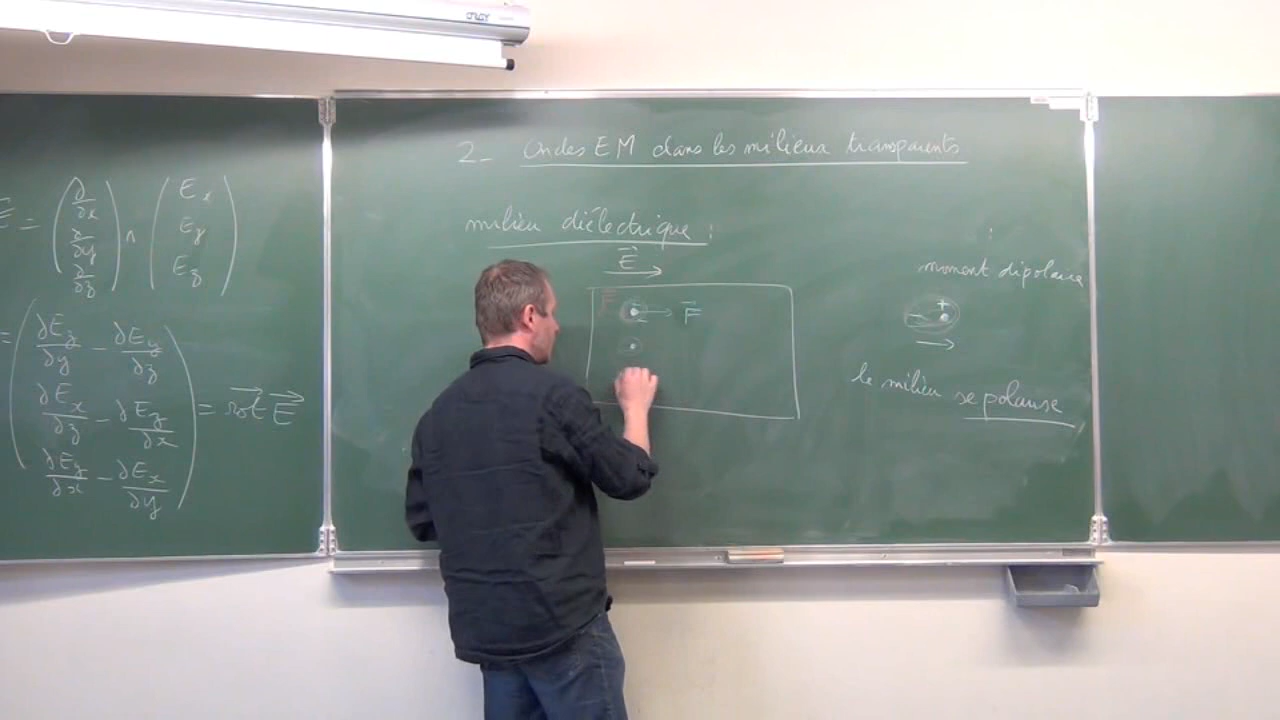 ORAY
2_ Ondes EM dans les milieux transparents
milieu diélectrique :
E
F F
moment dipolaire
- +
le milieu se polarise
E = ( ∂/∂x ∂/∂y ∂/∂z ) ∧ ( Ex Ey Ez )
= ( ∂Ez/∂y - ∂Ey/∂z
∂Ex/∂z - ∂Ez/∂x
∂Ey/∂x - ∂Ex/∂y ) = rot E